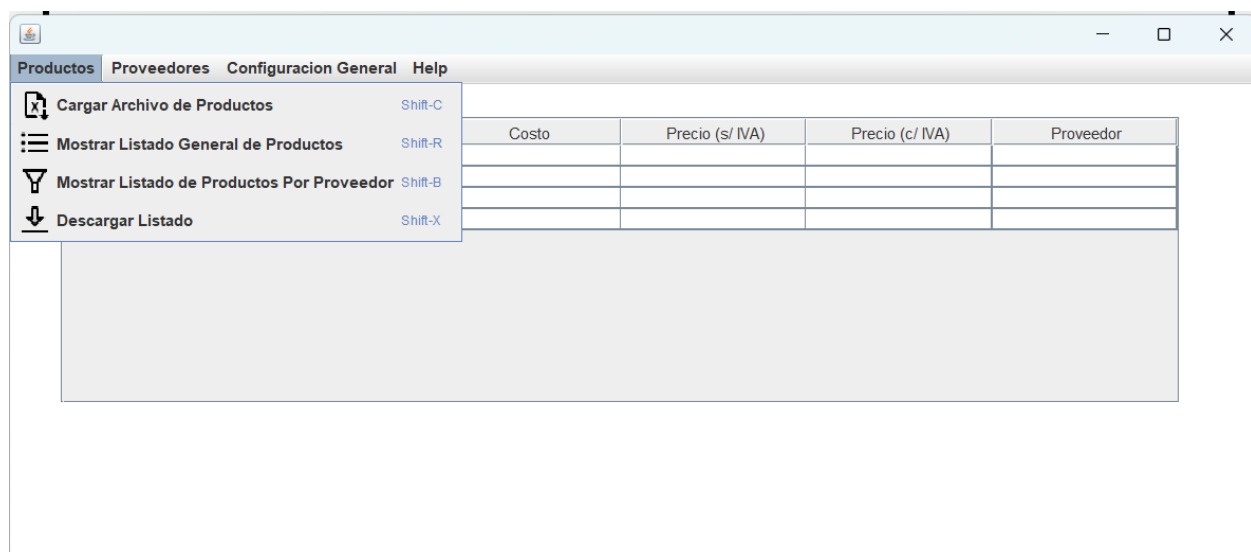 Productos Proveedores Configuracion General Help
Cargar Archivo de Productos Shift-C
Mostrar Listado General de Productos Shift-R
Mostrar Listado de Productos Por Proveedor Shift-B
Descargar Listado Shift-X
Costo Precio (s/ IVA) Precio (c/ IVA) Proveedor